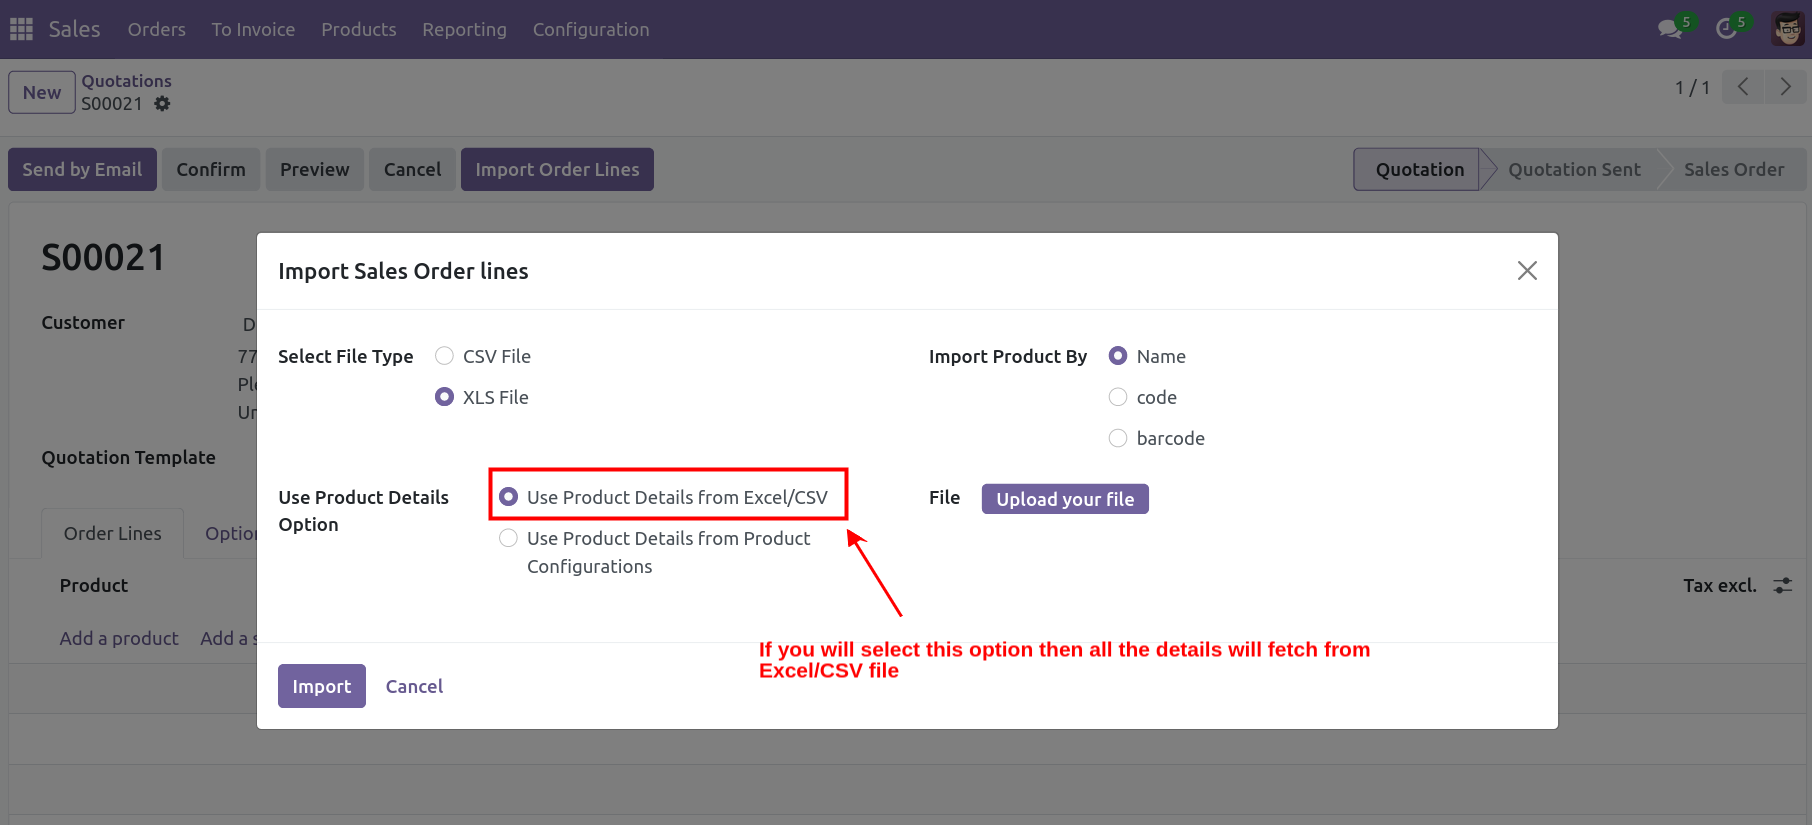 Sales Orders To Invoice Products Reporting Configuration 5 5
New Quotations
S00021
1 / 1
Send by Email Confirm Preview Cancel Import Order Lines Quotation Quotation Sent Sales Order
S00021
Customer D
77
Ple
Un
Quotation Template
Order Lines Option
Product Tax excl.
Add a product Add a s
Import Sales Order lines
Select File Type CSV File
XLS File
Import Product By Name
code
barcode
Use Product Details
Option
Use Product Details from Excel/CSV
Use Product Details from Product
Configurations
File Upload your file
If you will select this option then all the details will fetch from
Excel/CSV file
Import Cancel